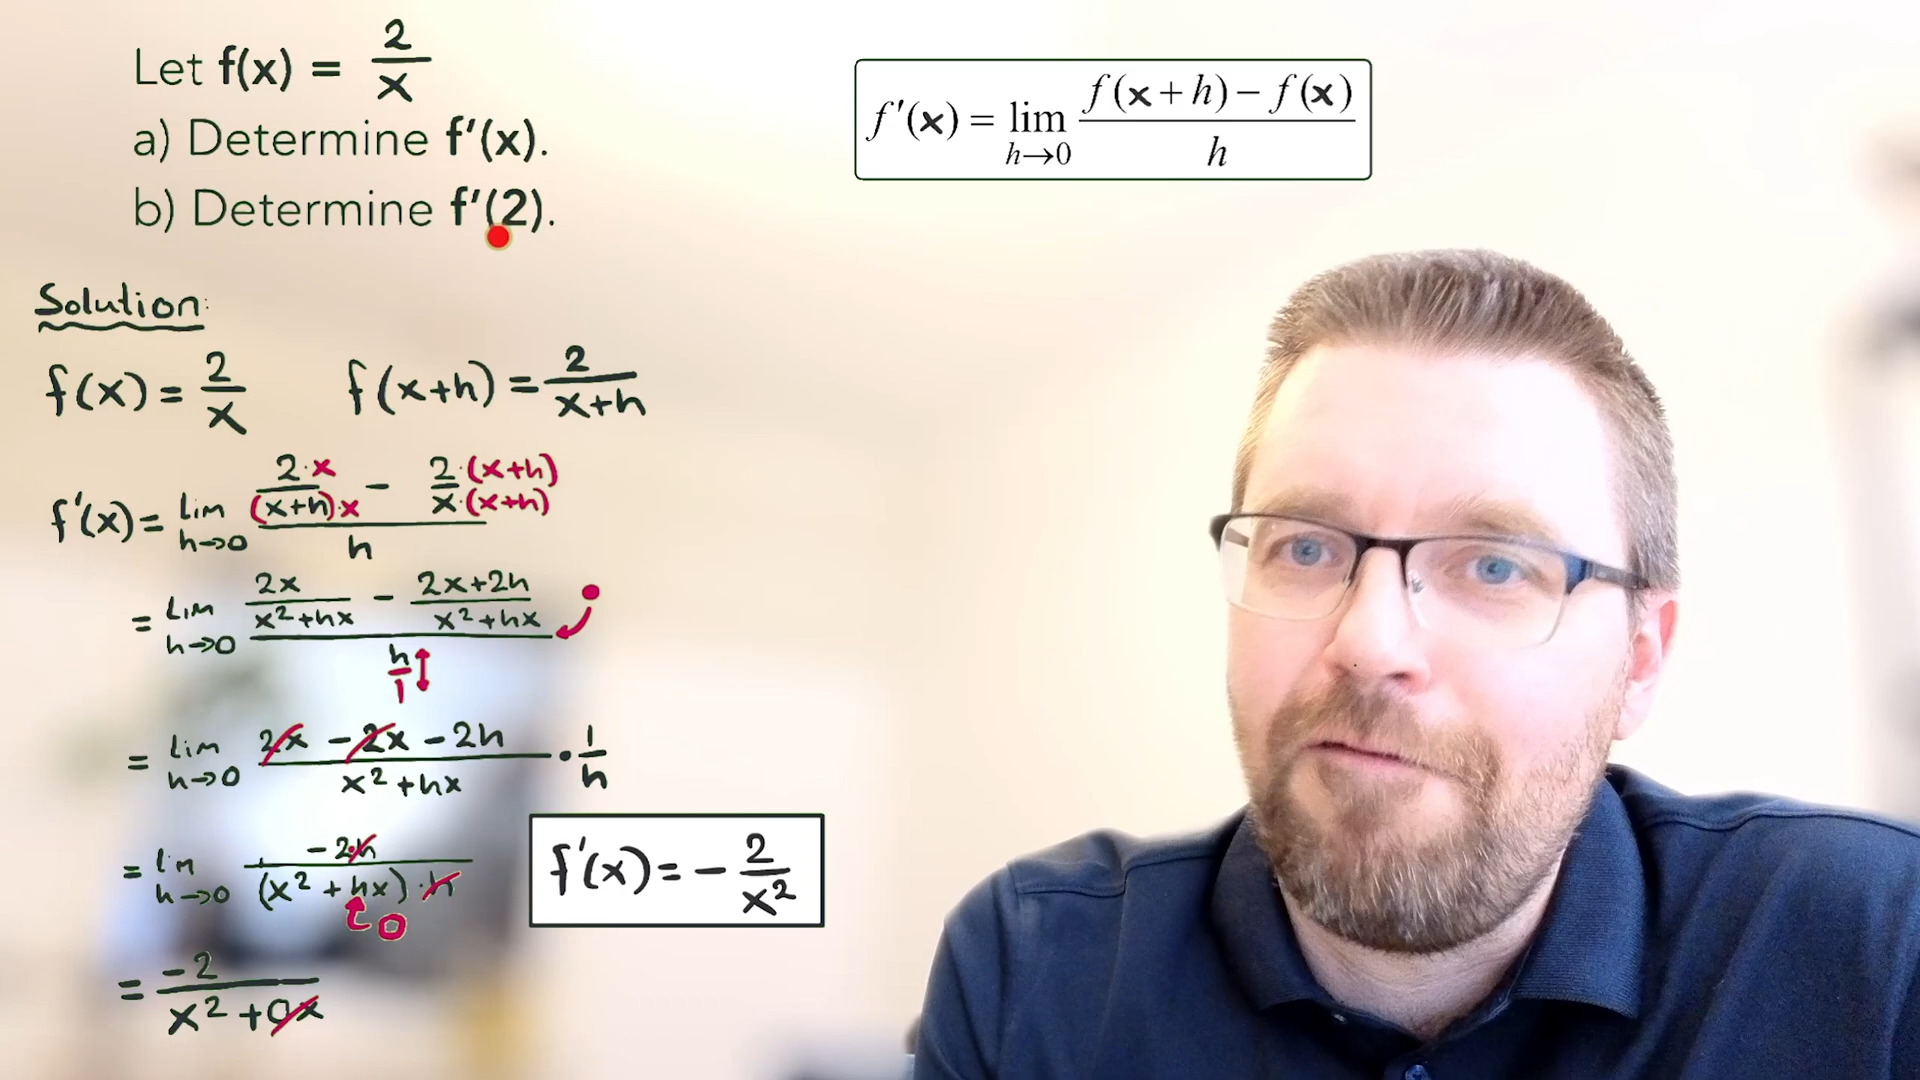 Let f(x) = 2/x
a) Determine f'(x).
b) Determine f'(2).
f'(x) = lim h→0 (f(x+h) − f(x))/h
Solution:
f(x) = 2/x    f(x+h) = 2/(x+h)
f'(x) = lim h→0 ((2·x)/((x+h)·x) − (2·(x+h))/(x·(x+h)))/h
= lim h→0 ((2x)/(x²+hx) − (2x+2h)/(x²+hx))/(h/1)
= lim h→0 (2x − 2x − 2h)/(x²+hx) · 1/h
= lim h→0 (−2·h)/((x²+hx)·h)
0
= −2/(x²+0x)
f'(x) = − 2/x²